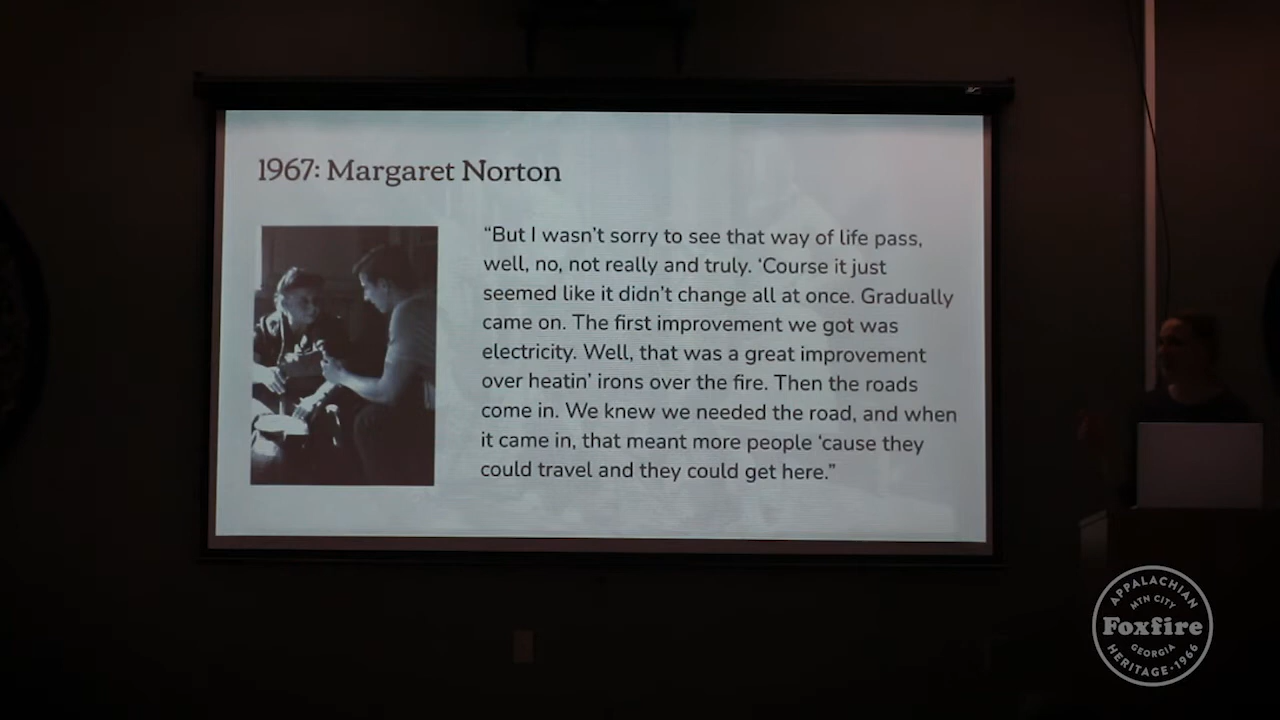 1967: Margaret Norton
“But I wasn’t sorry to see that way of life pass,
well, no, not really and truly. ‘Course it just
seemed like it didn’t change all at once. Gradually
came on. The first improvement we got was
electricity. Well, that was a great improvement
over heatin’ irons over the fire. Then the roads
come in. We knew we needed the road, and when
it came in, that meant more people ‘cause they
could travel and they could get here.”
APPALACHIAN
MTN CITY
Foxfire
GEORGIA
HERITAGE • 1966